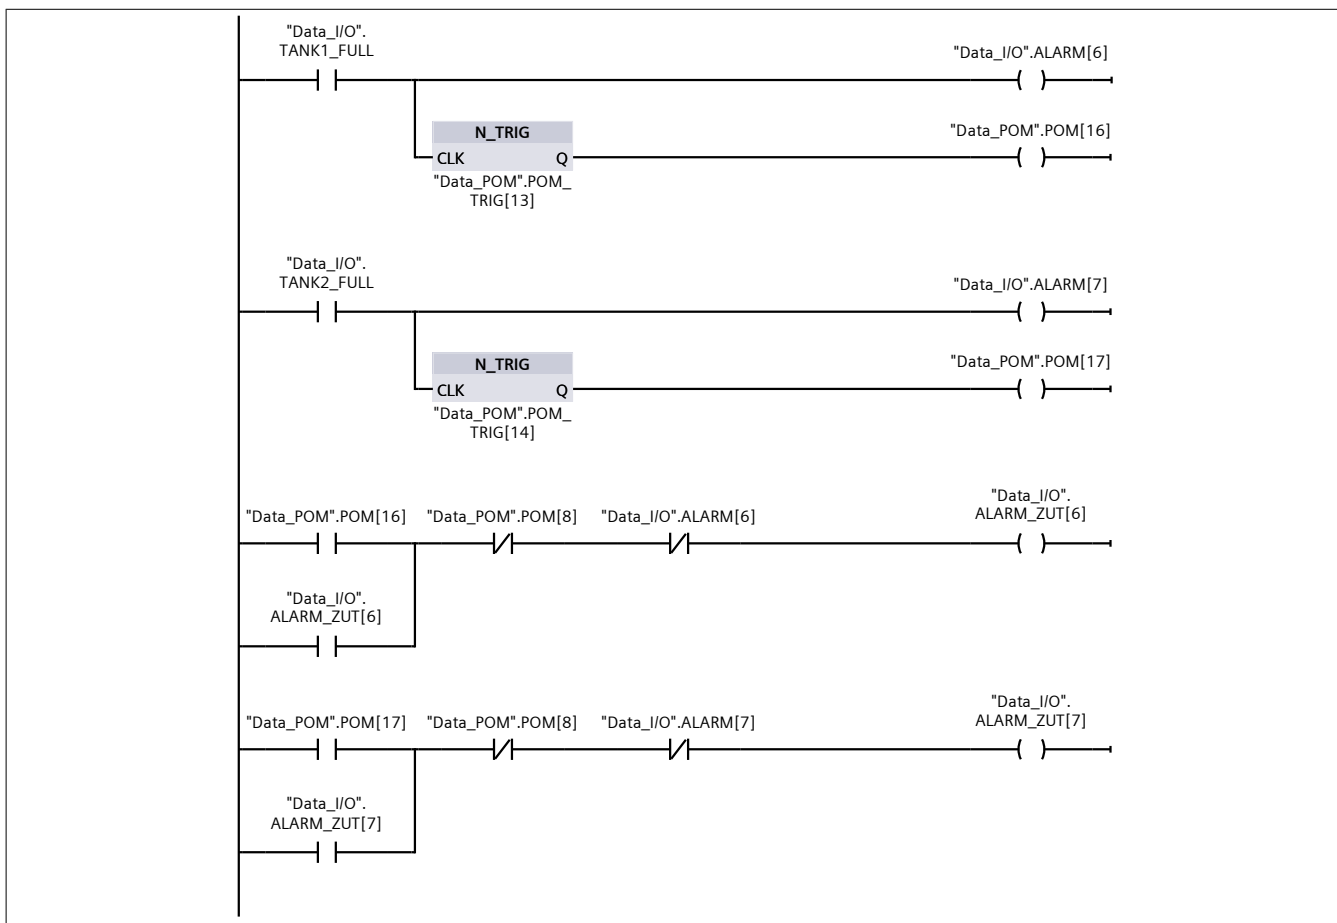 "Data_I/O".
TANK1_FULL
"Data_I/O".ALARM[6]
N_TRIG
"Data_POM".POM[16]
CLK Q
"Data_POM".POM_
TRIG[13]
"Data_I/O".
TANK2_FULL
"Data_I/O".ALARM[7]
N_TRIG
"Data_POM".POM[17]
CLK Q
"Data_POM".POM_
TRIG[14]
"Data_POM".POM[16] "Data_POM".POM[8] "Data_I/O".ALARM[6]
"Data_I/O".
ALARM_ZUT[6]
"Data_I/O".
ALARM_ZUT[6]
"Data_POM".POM[17] "Data_POM".POM[8] "Data_I/O".ALARM[7]
"Data_I/O".
ALARM_ZUT[7]
"Data_I/O".
ALARM_ZUT[7]